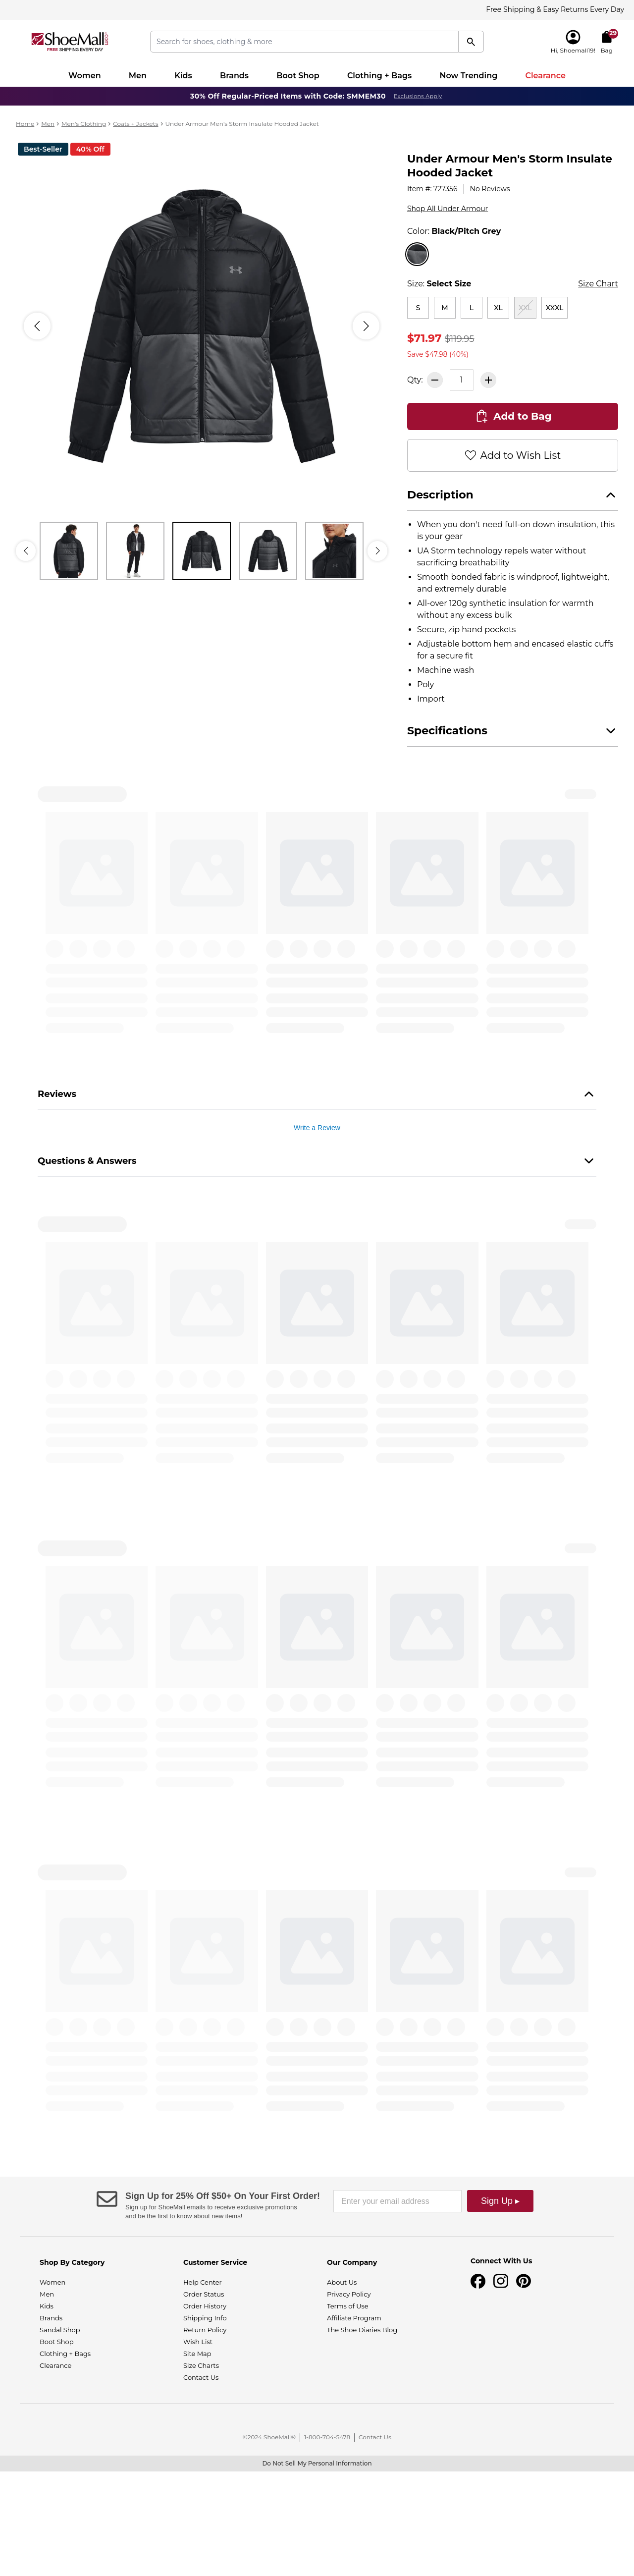 Free Shipping & Easy Returns Every Day
ShoeMall
FREE SHIPPING EVERY DAY
Search for shoes, clothing & more
29
Hi, Shoemall19!
Bag
Women
Men
Kids
Brands
Boot Shop
Clothing + Bags
Now Trending
Clearance
30% Off Regular-Priced Items with Code: SMMEM30 Exclusions Apply
Home > Men > Men's Clothing > Coats + Jackets > Under Armour Men's Storm Insulate Hooded Jacket
Best-Seller
40% Off
Under Armour Men's Storm Insulate
Hooded Jacket
Item #: 727356 | No Reviews
Shop All Under Armour
Color: Black/Pitch Grey
Size: Select Size
Size Chart
S
M
L
XL
XXL
XXXL
$71.97 $119.95
Save $47.98 (40%)
Qty: 1
Add to Bag
Add to Wish List
Description
• When you don't need full-on down insulation, this
is your gear
• UA Storm technology repels water without
sacrificing breathability
• Smooth bonded fabric is windproof, lightweight,
and extremely durable
• All-over 120g synthetic insulation for warmth
without any excess bulk
• Secure, zip hand pockets
• Adjustable bottom hem and encased elastic cuffs
for a secure fit
• Machine wash
• Poly
• Import
Specifications
Reviews
Write a Review
Questions & Answers
Sign Up for 25% Off $50+ On Your First Order!
Sign up for ShoeMall emails to receive exclusive promotions
and be the first to know about new items!
Enter your email address
Sign Up ▸
Shop By Category
Women
Men
Kids
Brands
Sandal Shop
Boot Shop
Clothing + Bags
Clearance
Customer Service
Help Center
Order Status
Order History
Shipping Info
Return Policy
Wish List
Site Map
Size Charts
Contact Us
Our Company
About Us
Privacy Policy
Terms of Use
Affiliate Program
The Shoe Diaries Blog
Connect With Us
©2024 ShoeMall® | 1-800-704-5478 | Contact Us
Do Not Sell My Personal Information